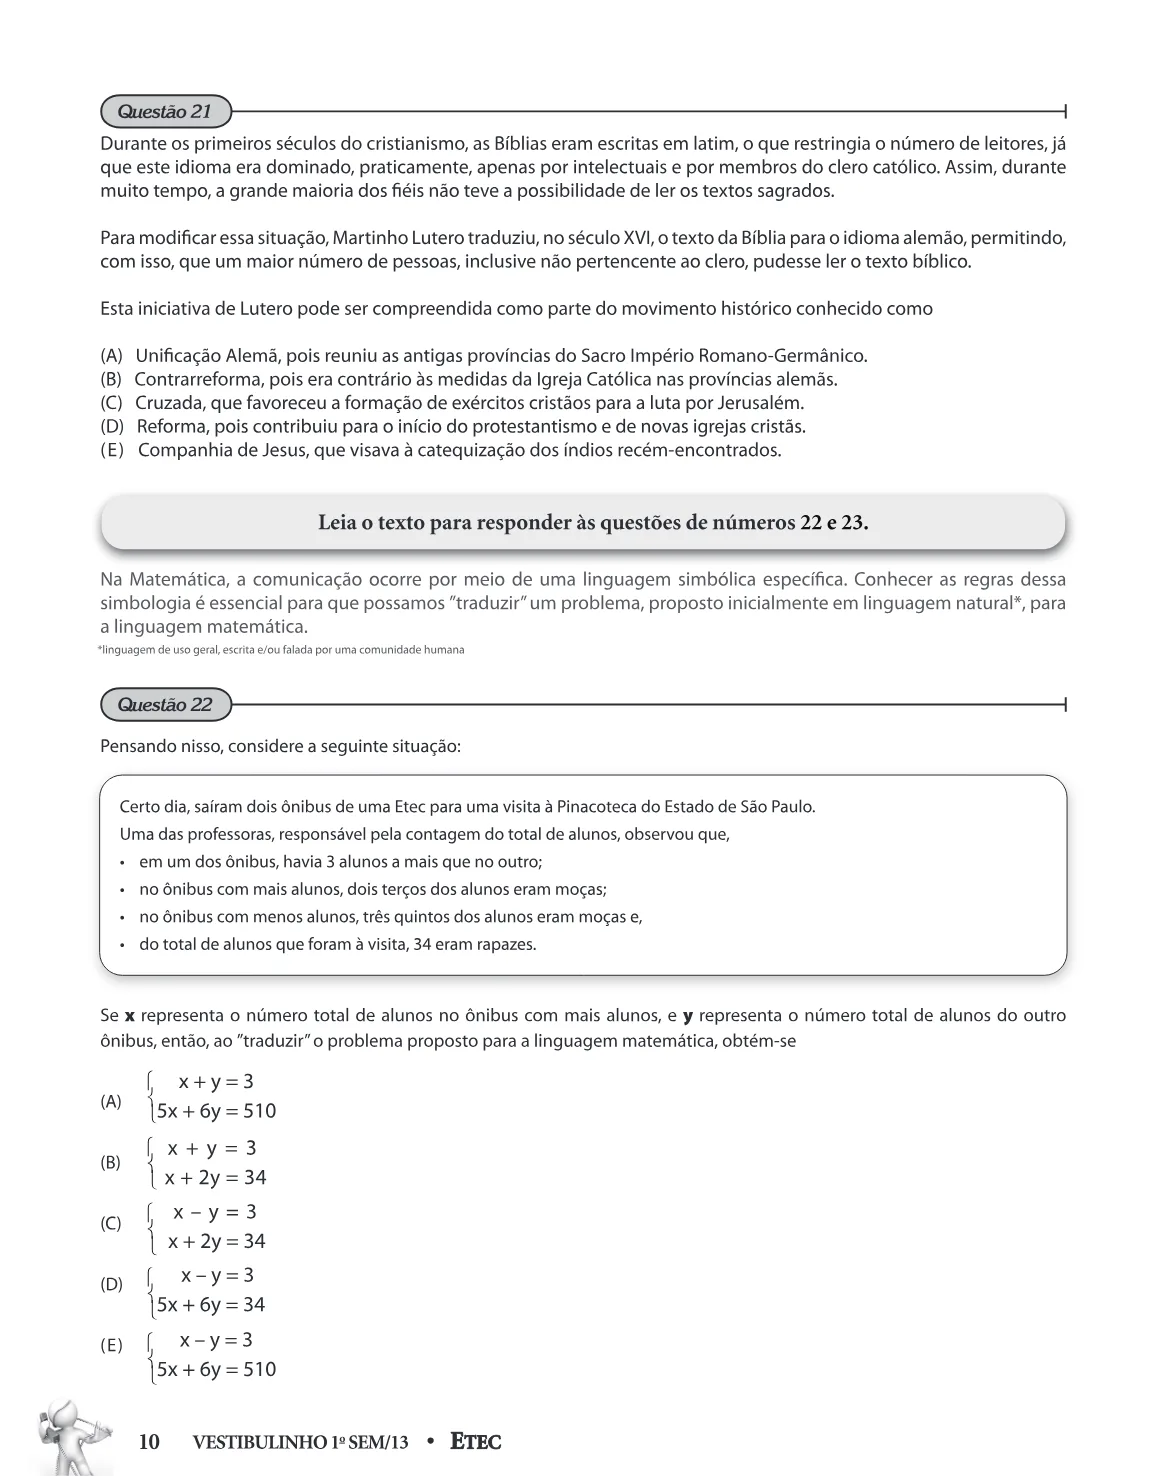 Questão 21
Durante os primeiros séculos do cristianismo, as Bíblias eram escritas em latim, o que restringia o número de leitores, já
que este idioma era dominado, praticamente, apenas por intelectuais e por membros do clero católico. Assim, durante
muito tempo, a grande maioria dos fiéis não teve a possibilidade de ler os textos sagrados.
Para modificar essa situação, Martinho Lutero traduziu, no século XVI, o texto da Bíblia para o idioma alemão, permitindo,
com isso, que um maior número de pessoas, inclusive não pertencente ao clero, pudesse ler o texto bíblico.
Esta iniciativa de Lutero pode ser compreendida como parte do movimento histórico conhecido como
(A) Unificação Alemã, pois reuniu as antigas províncias do Sacro Império Romano-Germânico.
(B) Contrarreforma, pois era contrário às medidas da Igreja Católica nas províncias alemãs.
(C) Cruzada, que favoreceu a formação de exércitos cristãos para a luta por Jerusalém.
(D) Reforma, pois contribuiu para o início do protestantismo e de novas igrejas cristãs.
(E) Companhia de Jesus, que visava à catequização dos índios recém-encontrados.
Leia o texto para responder às questões de números 22 e 23.
Na Matemática, a comunicação ocorre por meio de uma linguagem simbólica específica. Conhecer as regras dessa
simbologia é essencial para que possamos ”traduzir” um problema, proposto inicialmente em linguagem natural*, para
a linguagem matemática.
*linguagem de uso geral, escrita e/ou falada por uma comunidade humana
Questão 22
Pensando nisso, considere a seguinte situação:
Certo dia, saíram dois ônibus de uma Etec para uma visita à Pinacoteca do Estado de São Paulo.
Uma das professoras, responsável pela contagem do total de alunos, observou que,
• em um dos ônibus, havia 3 alunos a mais que no outro;
• no ônibus com mais alunos, dois terços dos alunos eram moças;
• no ônibus com menos alunos, três quintos dos alunos eram moças e,
• do total de alunos que foram à visita, 34 eram rapazes.
Se x representa o número total de alunos no ônibus com mais alunos, e y representa o número total de alunos do outro
ônibus, então, ao ”traduzir” o problema proposto para a linguagem matemática, obtém-se
(A) x + y = 3
5x + 6y = 510
(B) x + y = 3
x + 2y = 34
(C) x – y = 3
x + 2y = 34
(D) x – y = 3
5x + 6y = 34
(E) x – y = 3
5x + 6y = 510
10 VESTIBULINHO 1º SEM/13 • ETEC